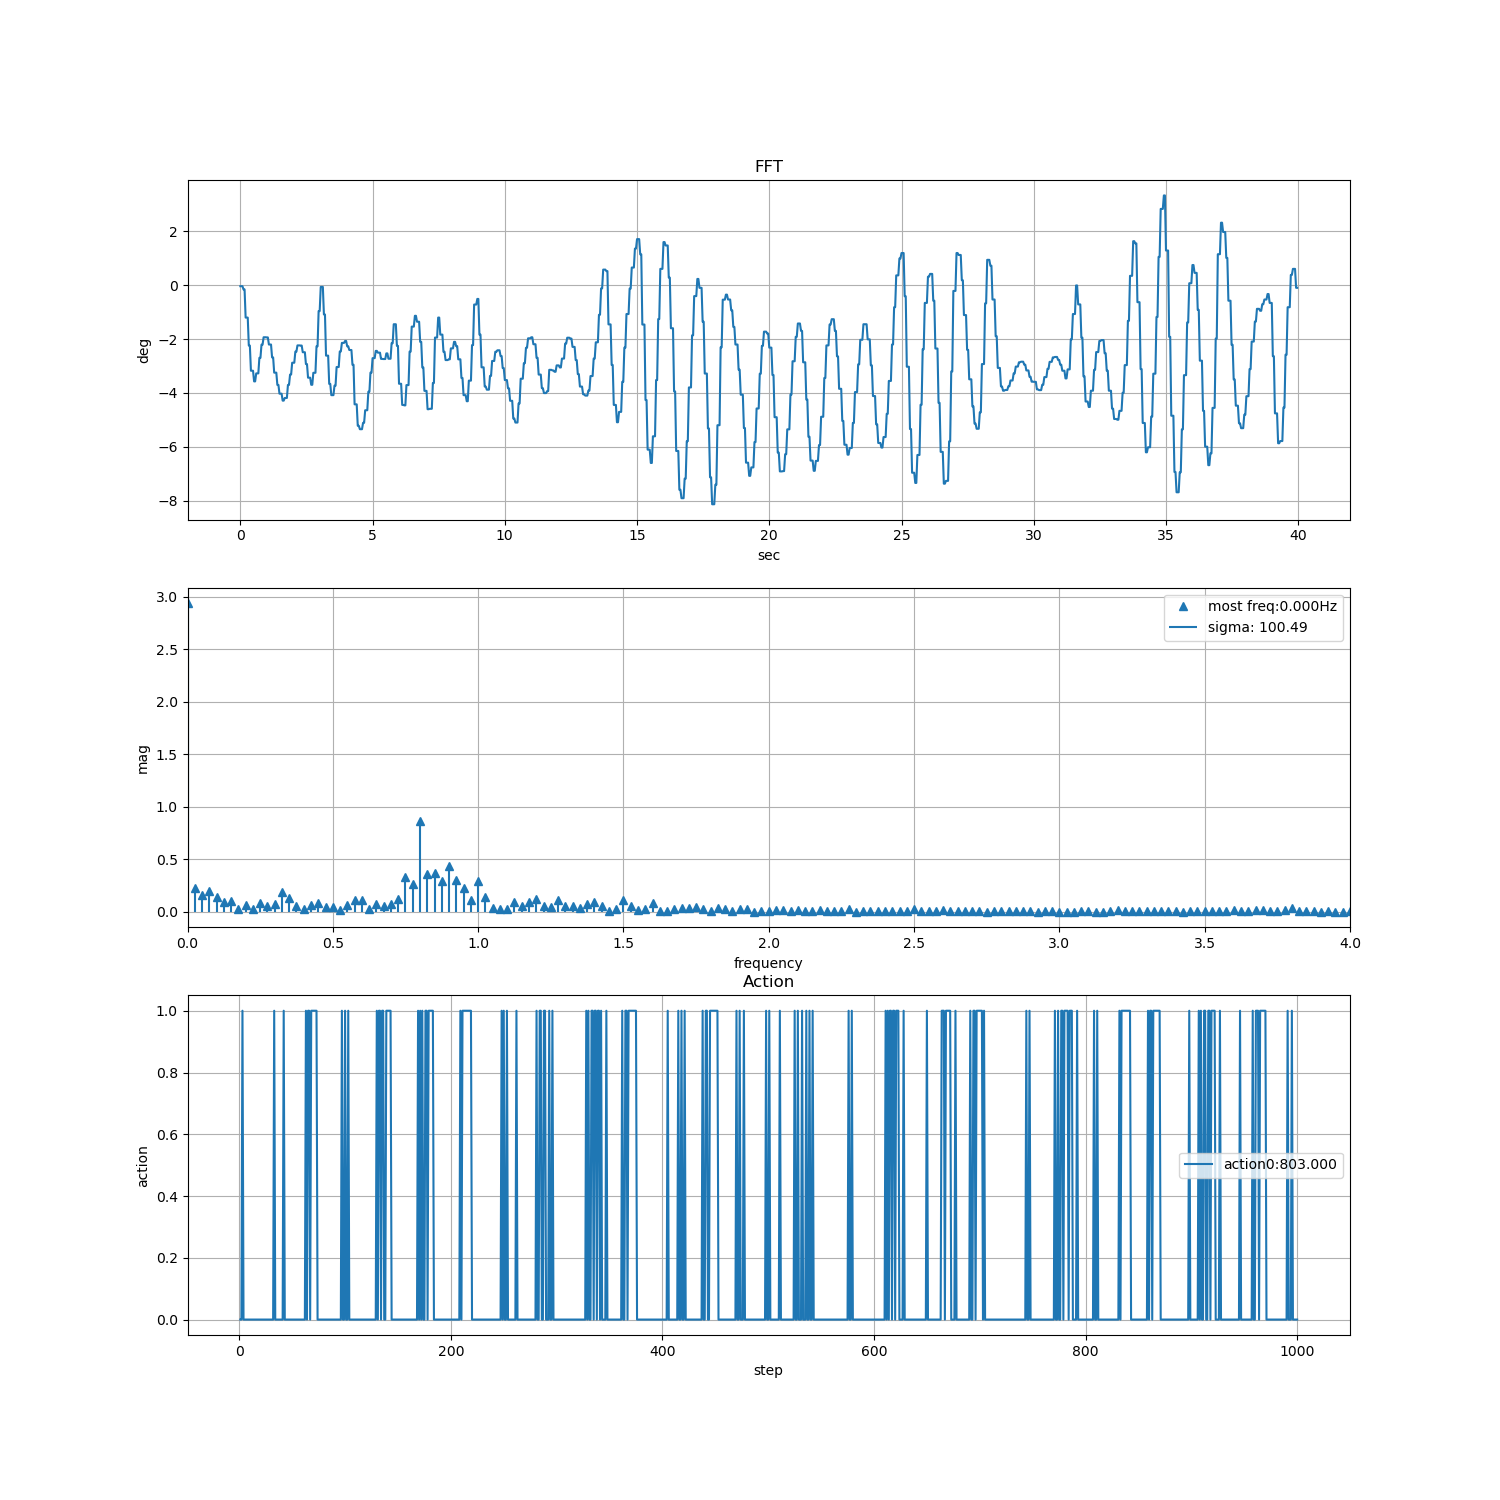 FFT
2
0
−2
−4
−6
−8
deg
0 5 10 15 20 25 30 35 40
sec
3.0
2.5
2.0
1.5
1.0
0.5
0.0
mag
most freq:0.000Hz
sigma: 100.49
0.0 0.5 1.0 1.5 2.0 2.5 3.0 3.5 4.0
frequency
Action
1.0
0.8
0.6
0.4
0.2
0.0
action
action0:803.000
0 200 400 600 800 1000
step